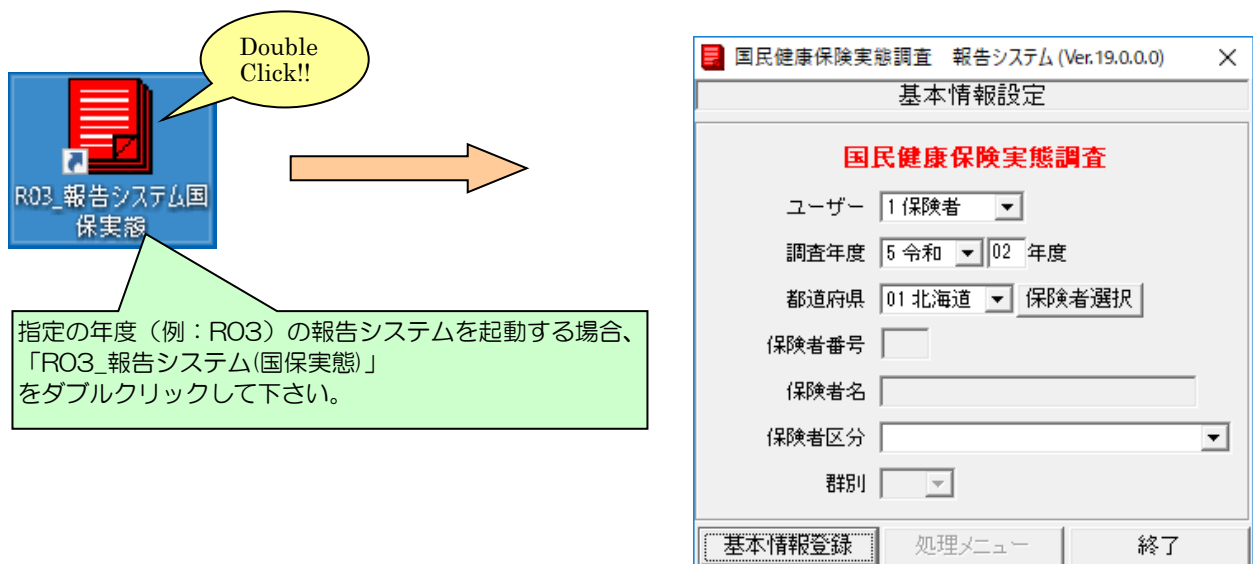 Double
Click!!
R03_報告システム国
保実態
指定の年度（例：R03）の報告システムを起動する場合、
「R03_報告システム(国保実態)」
をダブルクリックして下さい。
国民健康保険実態調査　報告システム (Ver.19.0.0.0)
基本情報設定
国民健康保険実態調査
ユーザー 1 保険者
調査年度 5 令和 02 年度
都道府県 01 北海道 保険者選択
保険者番号
保険者名
保険者区分
群別
基本情報登録 処理メニュー 終了